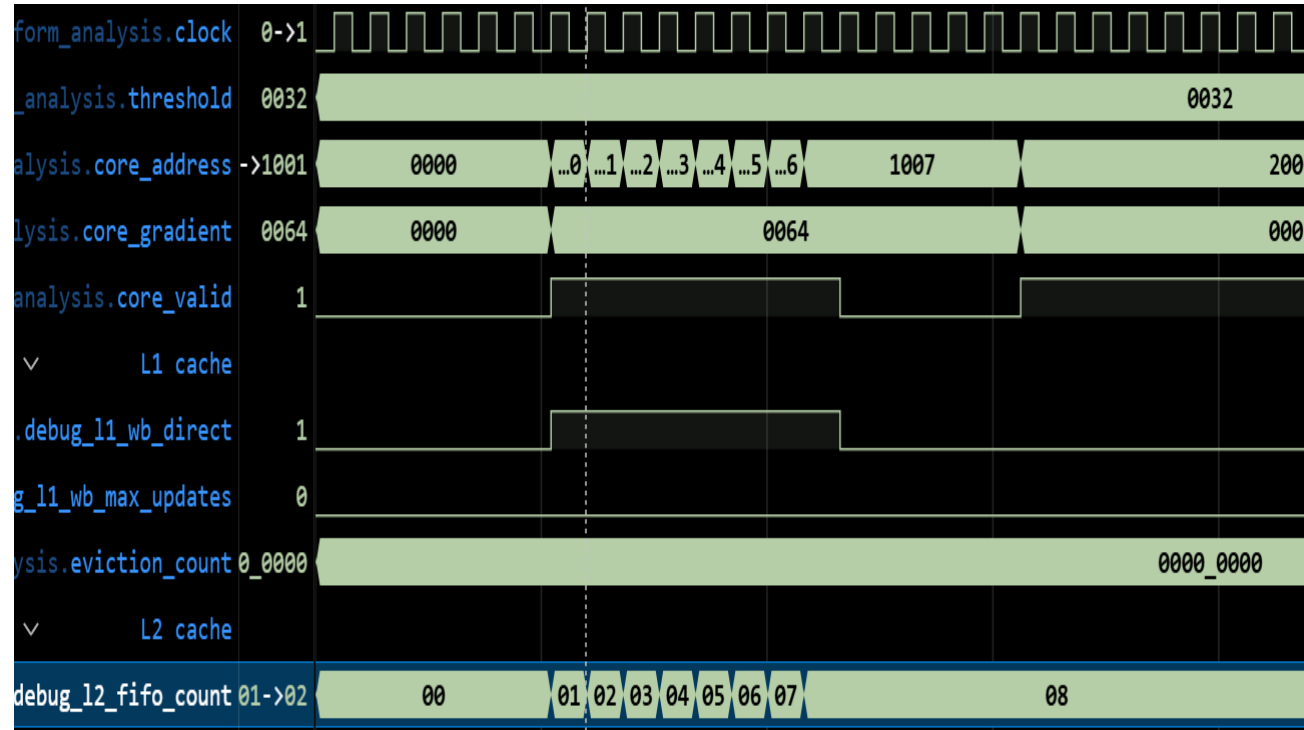 form_analysis.clock 0->1
_analysis.threshold 0032 0032
alysis.core_address ->1001 0000 …0 …1 …2 …3 …4 …5 …6 1007 200
lysis.core_gradient 0064 0000 0064 000
analysis.core_valid 1
L1 cache
.debug_l1_wb_direct 1
g_l1_wb_max_updates 0
ysis.eviction_count 0_0000 0000_0000
L2 cache
debug_l2_fifo_count 01->02 00 01 02 03 04 05 06 07 08